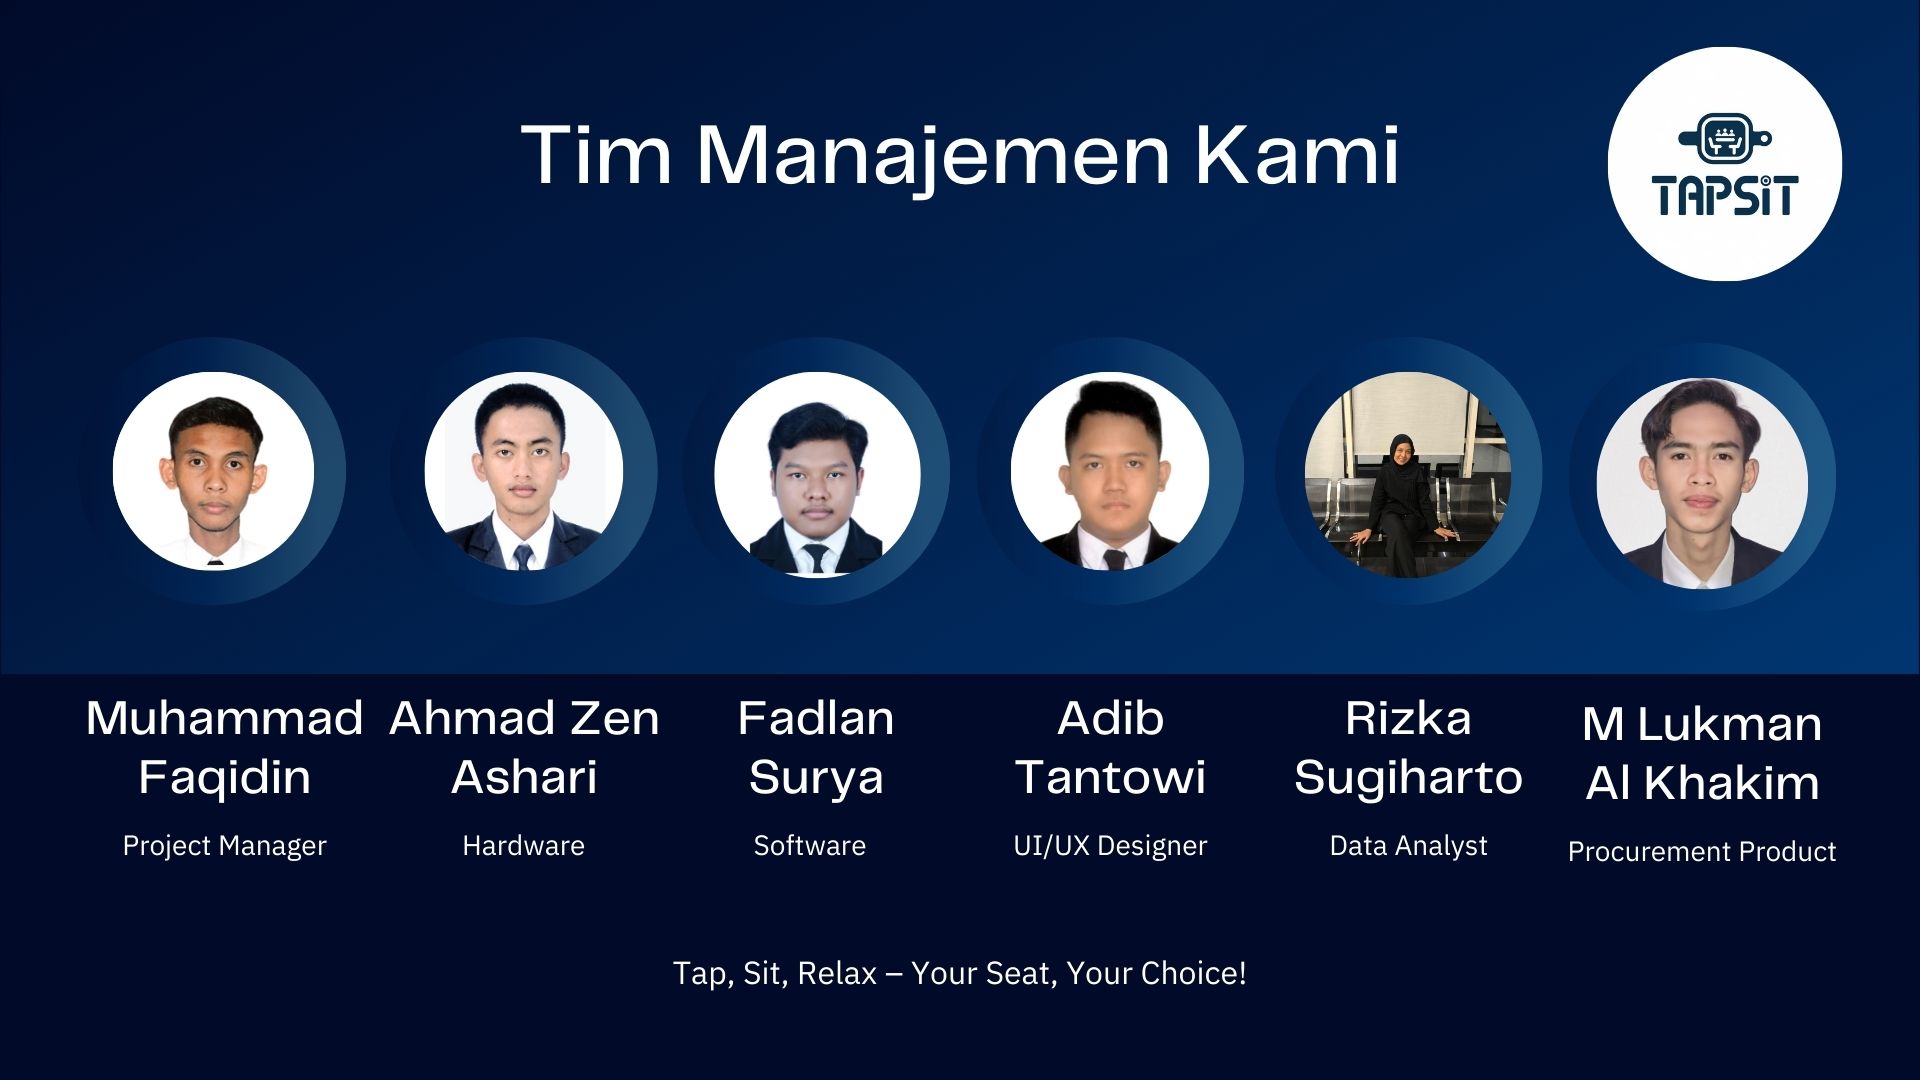 Tim Manajemen Kami
TAPSiT
Muhammad
Faqidin
Project Manager
Ahmad Zen
Ashari
Hardware
Fadlan
Surya
Software
Adib
Tantowi
UI/UX Designer
Rizka
Sugiharto
Data Analyst
M Lukman
Al Khakim
Procurement Product
Tap, Sit, Relax – Your Seat, Your Choice!